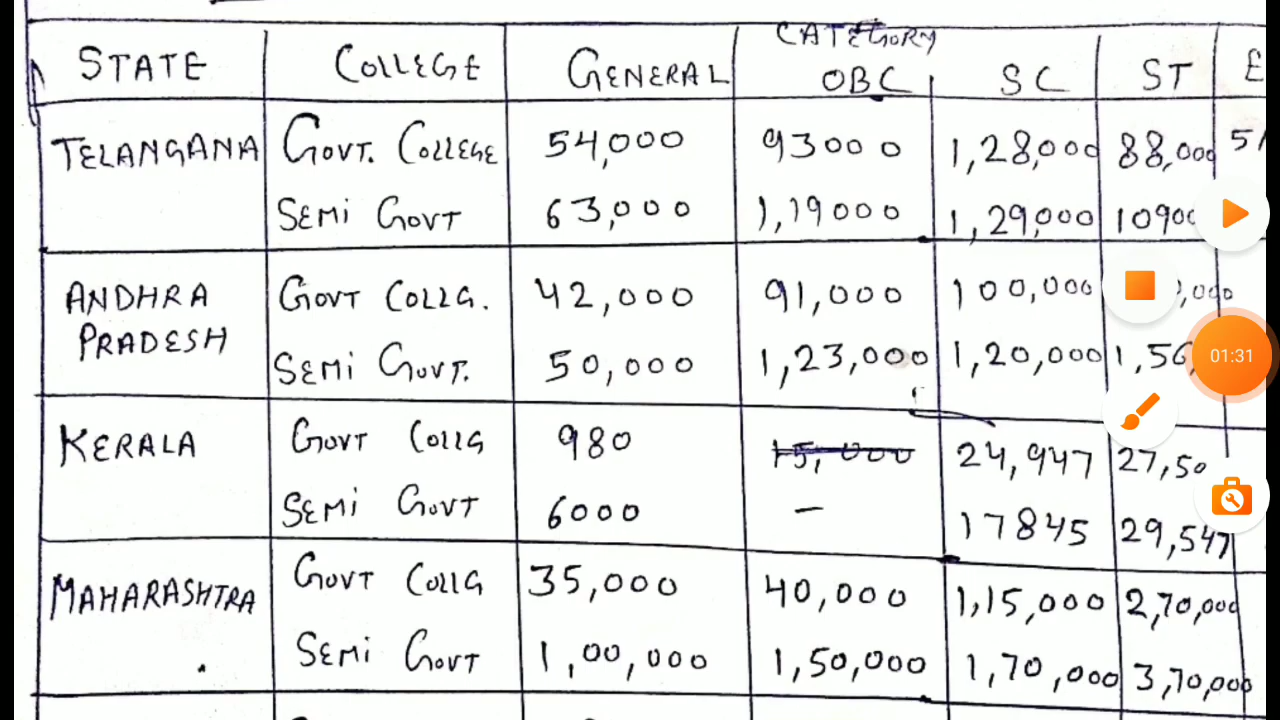 CATEGORY
STATE COLLEGE GENERAL OBC SC ST
TELANGANA GOVT. COLLEGE 54,000 93000 1,28,000 88,000
SEMI GOVT 63,000 1,19000 1,29,000
ANDHRA GOVT COLLG. 42,000 91,000 100,000
PRADESH
SEMI GOVT. 50,000 1,23,000 1,20,000
01:31
KERALA GOVT COLLG 980 15,000 24,947
SEMI GOVT 6000 — 17845 29,547
MAHARASHTRA GOVT COLLG 35,000 40,000 1,15,000 2,70,000
SEMI GOVT 1,00,000 1,50,000 1,70,000 3,70,000